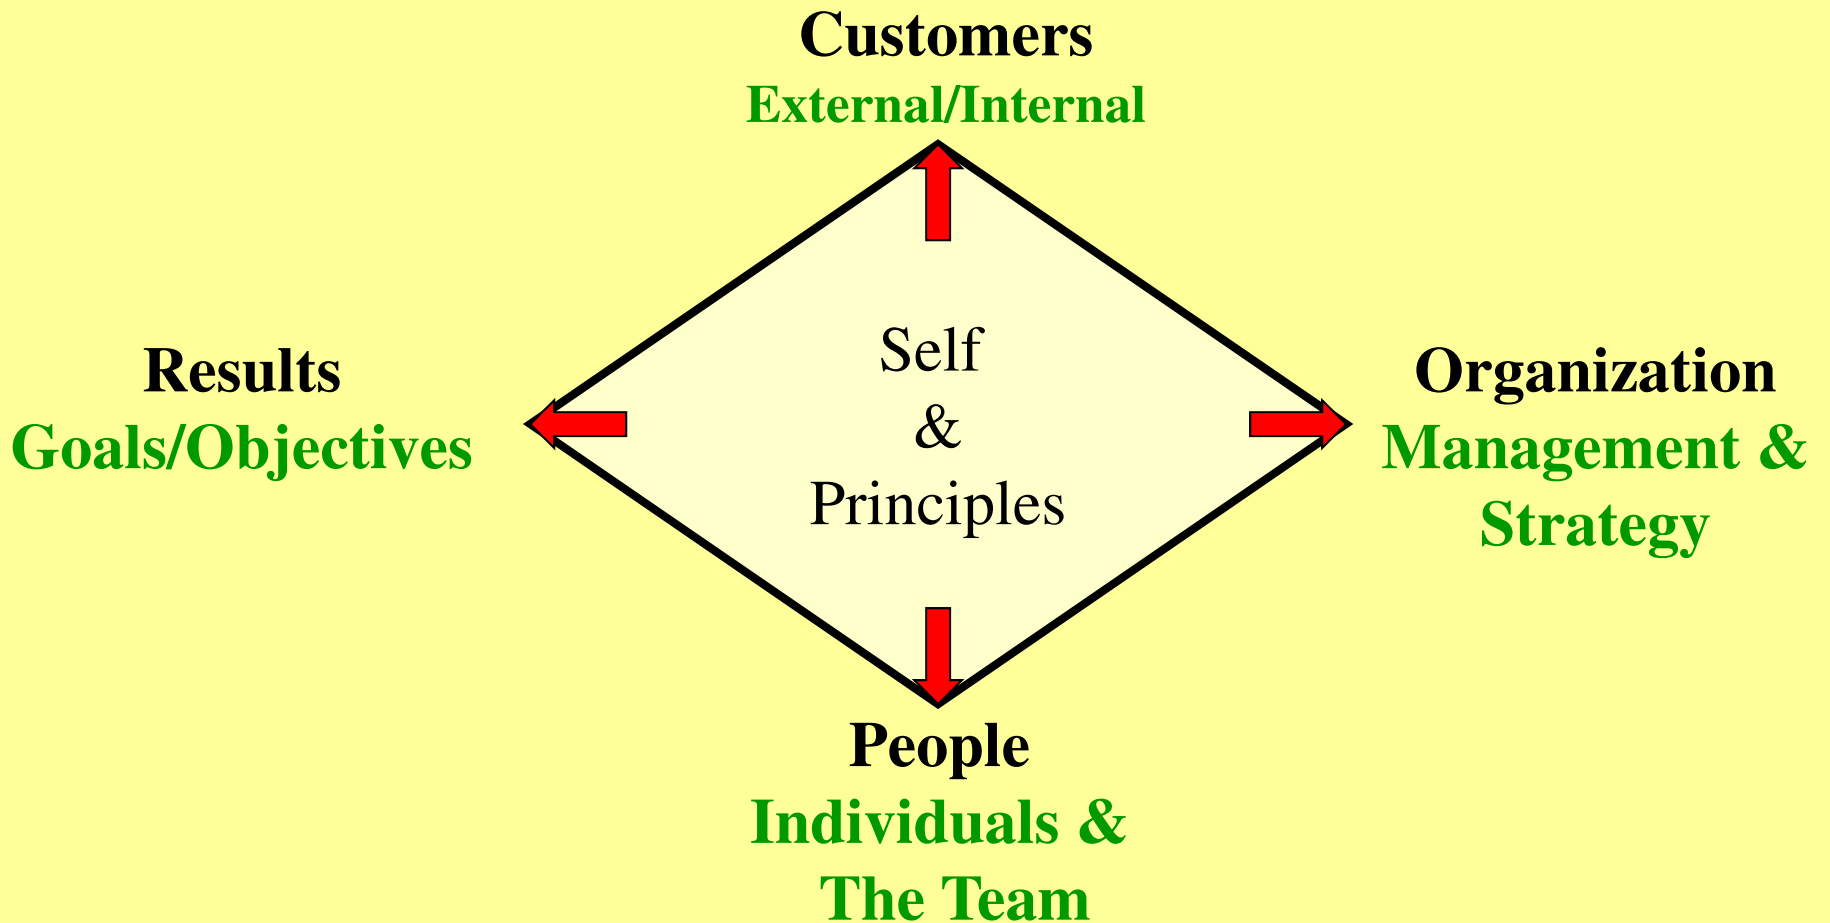 Customers
External/Internal
Self
&
Principles
Results
Goals/Objectives
Organization
Management &
Strategy
People
Individuals &
The Team